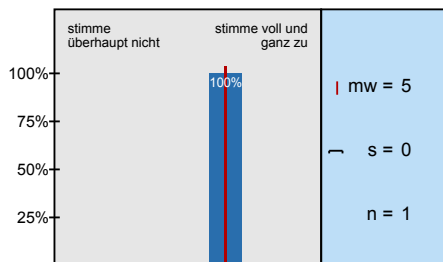 stimme
überhaupt nicht
stimme voll und
ganz zu
100%
75%
50%
25%
100%
mw = 5
s = 0
n = 1